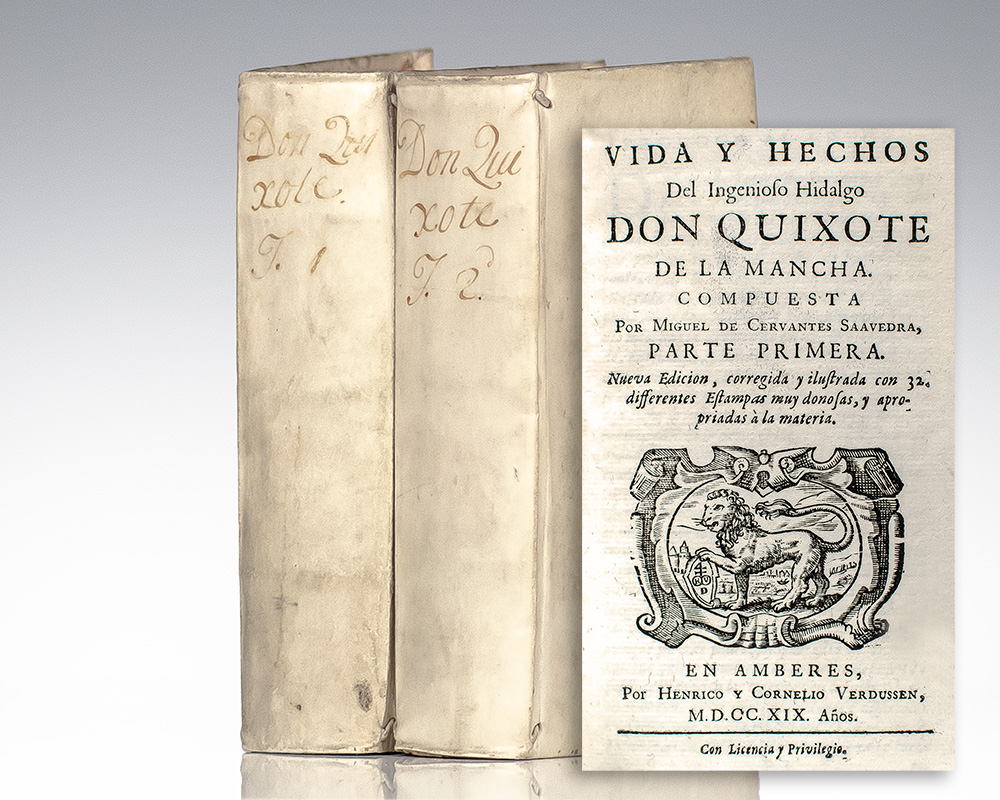 Don Qui
xote.
T. 1
Don Qui
xote
T. 2.
VIDA Y HECHOS
Del Ingenioſo Hidalgo
DON QUIXOTE
DE LA MANCHA.
COMPUESTA
Por Miguel de Cervantes Saavedra,
PARTE PRIMERA.
Nueva Edicion, corregida y iluſtrada con 32.
differentes Eſtampas muy donoſas, y apro-
priadas à la materia.
EN AMBERES,
Por Henrico y Cornelio Verdussen,
M.D.CC.XIX. Años.
Con Licencia y Privilegio.